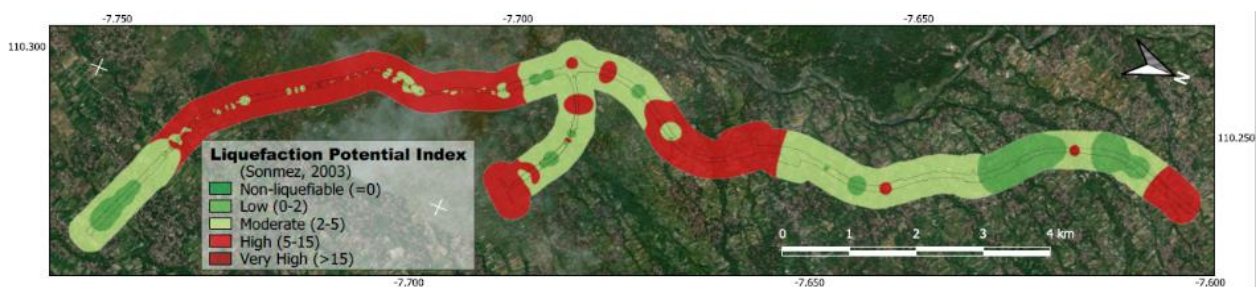 -7.750
-7.700
-7.650
110.300
N
110.250
Liquefaction Potential Index
(Sonmez, 2003)
Non-liquefiable (=0)
Low (0-2)
Moderate (2-5)
High (5-15)
Very High (>15)
0 1 2 3 4 km
-7.700
-7.650
-7.600